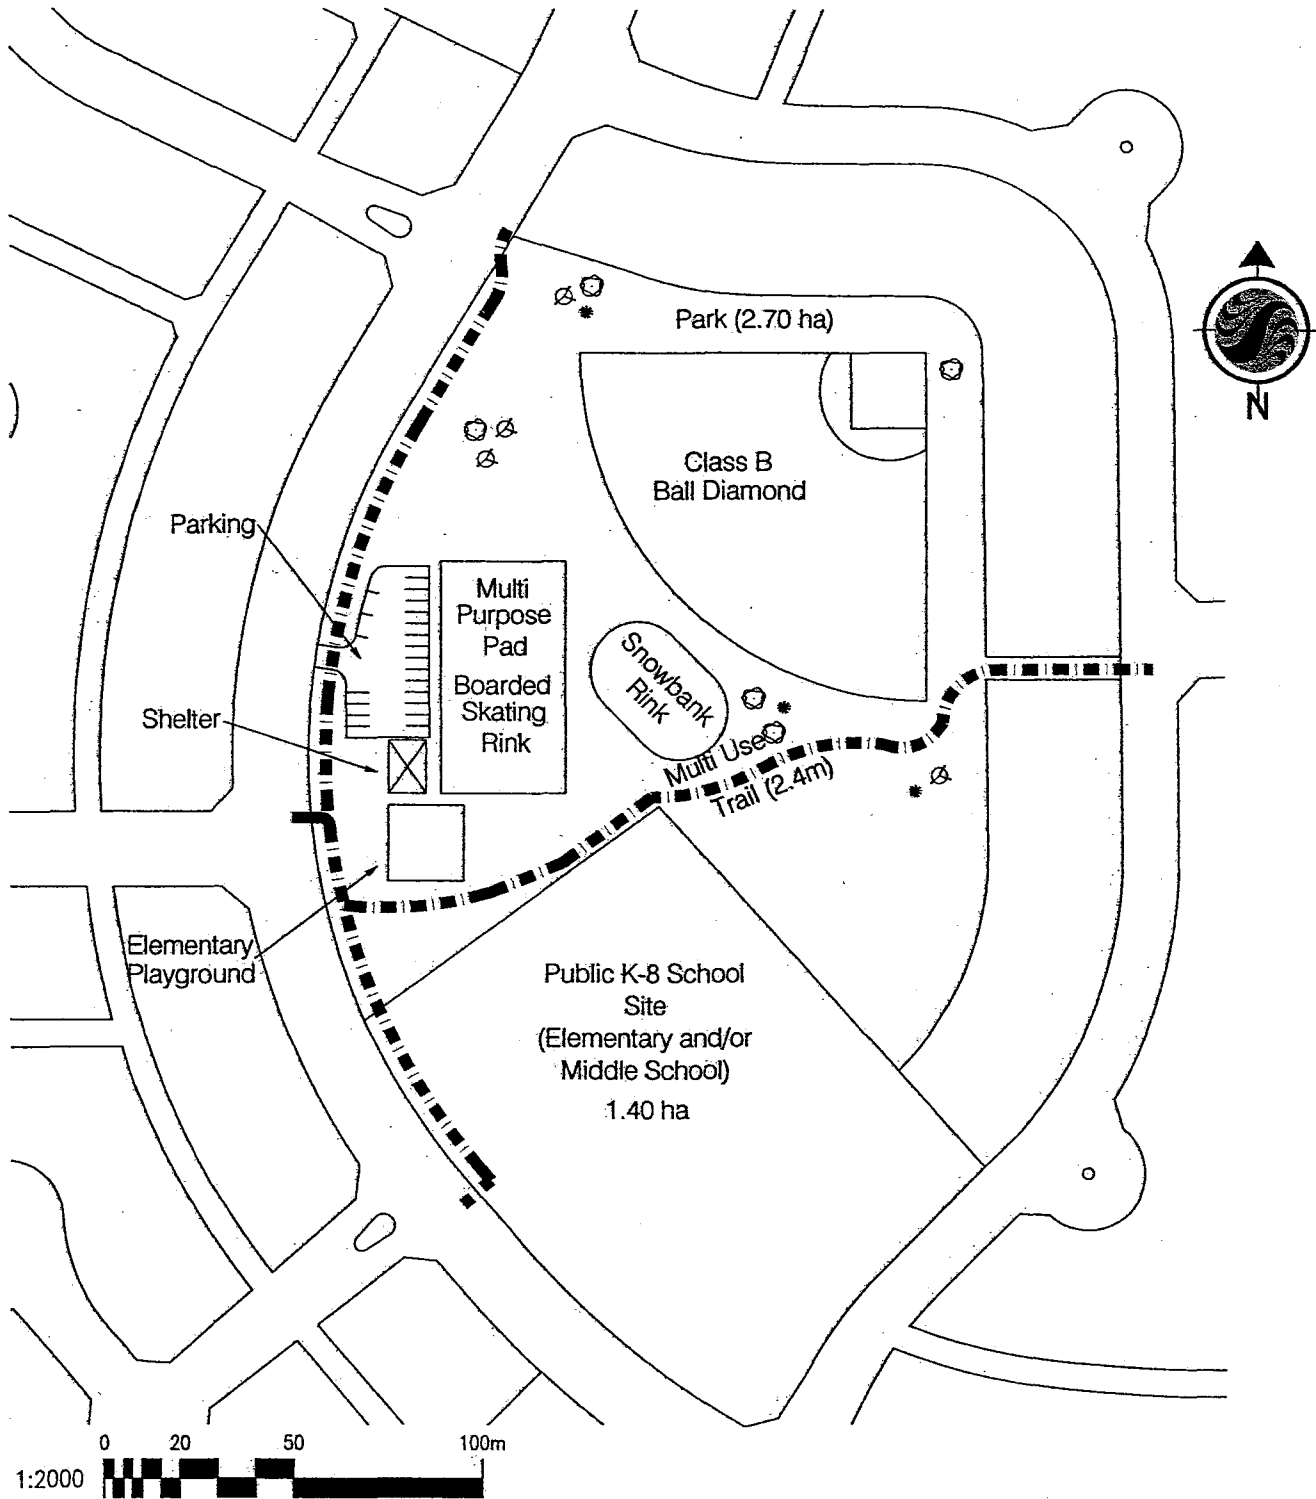 Park (2.70 ha)
Class B
Ball Diamond
N
Parking
Multi
Purpose
Pad
Boarded
Skating
Rink
Snowbank
Rink
Shelter
Multi Use
Trail (2.4m)
Elementary
Playground
Public K-8 School
Site
(Elementary and/or
Middle School)
1.40 ha
0 20 50 100m
1:2000